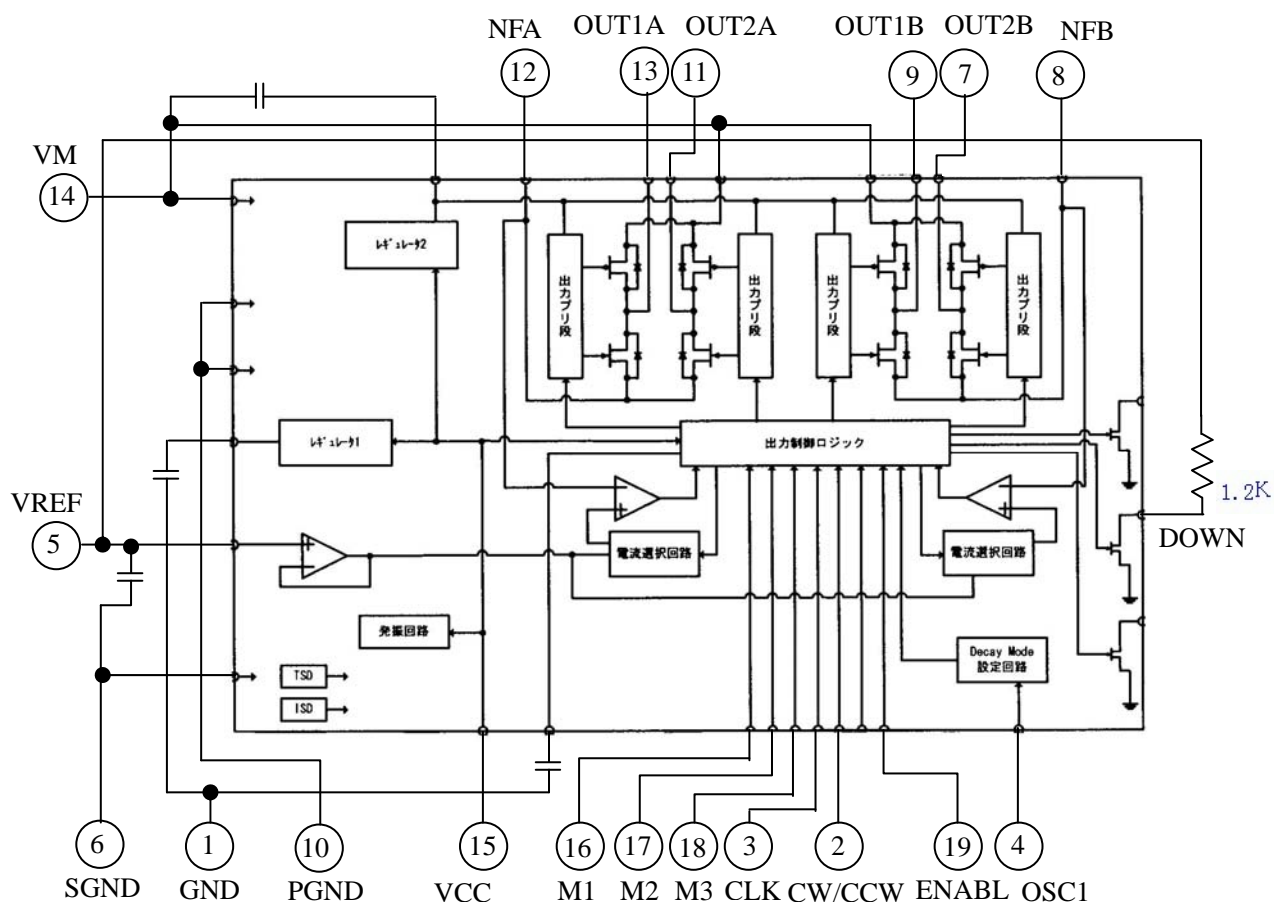 NFA OUT1A OUT2A OUT1B OUT2B NFB
12 13 11 9 7 8
VM
14
ﾚｷﾞｭﾚｰﾀ2
出力プリ段 出力プリ段 出力プリ段 出力プリ段
ﾚｷﾞｭﾚｰﾀ1
出力制御ロジック
1.2K
VREF
5
DOWN
電流選択回路 電流選択回路
発振回路
Decay Mode
設定回路
TSD
ISD
6 1 10 15 16 17 18 3 2 19 4
SGND GND PGND VCC M1 M2 M3 CLK CW/CCW ENABL OSC1